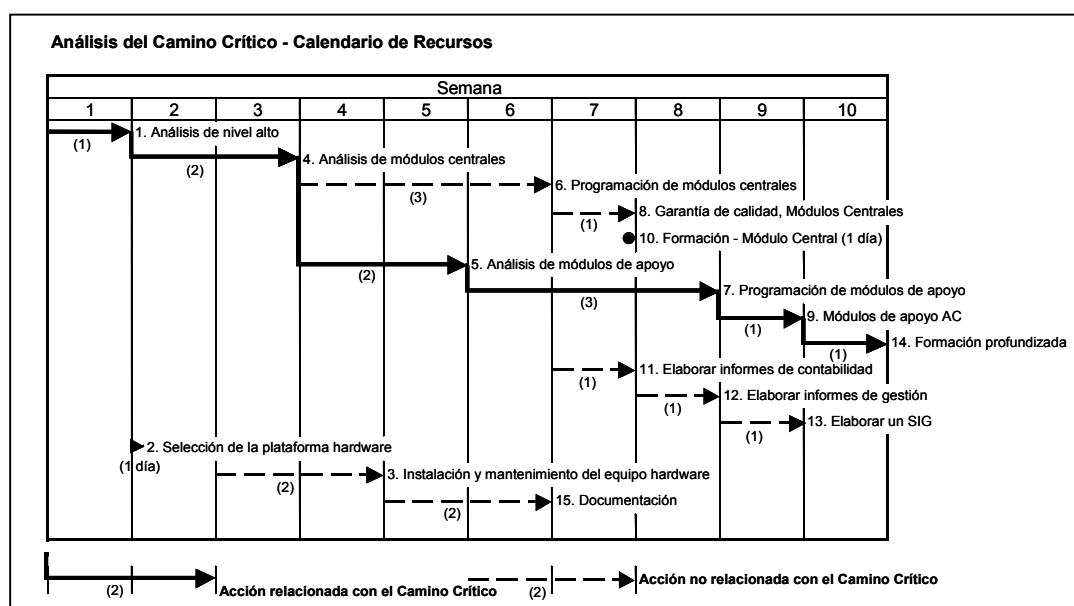 Análisis del Camino Crítico - Calendario de Recursos
Semana
1 2 3 4 5 6 7 8 9 10
(1)
1. Análisis de nivel alto
(2)
4. Análisis de módulos centrales
(3)
6. Programación de módulos centrales
(1)
8. Garantía de calidad, Módulos Centrales
10. Formación - Módulo Central (1 día)
(2)
5. Análisis de módulos de apoyo
(3)
7. Programación de módulos de apoyo
(1)
9. Módulos de apoyo AC
(1)
14. Formación profundizada
(1)
11. Elaborar informes de contabilidad
(1)
12. Elaborar informes de gestión
(1)
13. Elaborar un SIG
2. Selección de la plataforma hardware
(1 día)
(2)
3. Instalación y mantenimiento del equipo hardware
(2)
15. Documentación
(2)
Acción relacionada con el Camino Crítico
(2)
Acción no relacionada con el Camino Crítico